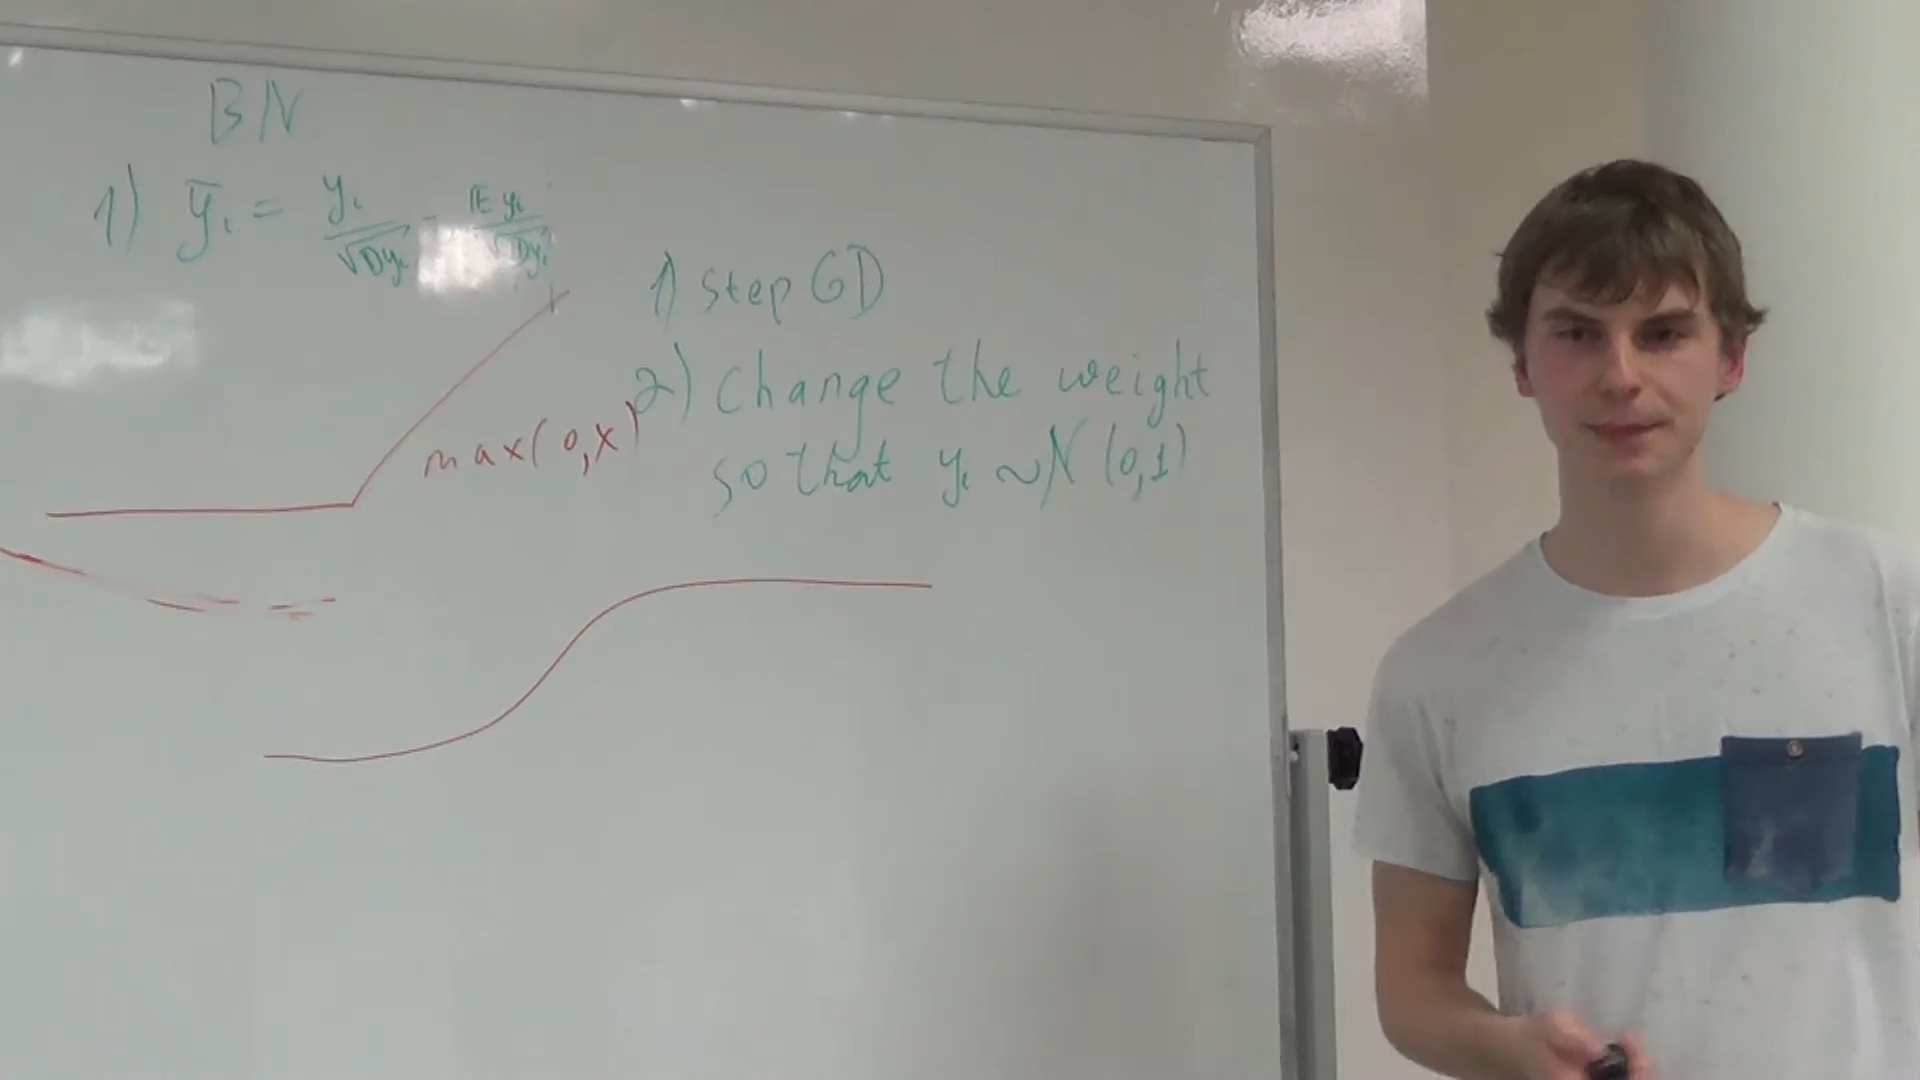 BN
1) ȳᵢ = yᵢ/√Dyᵢ - 𝔼yᵢ/√Dyᵢ
1) Step GD
2) Change the weight
so that yᵢ ~ N(0,1)
max(0,x)